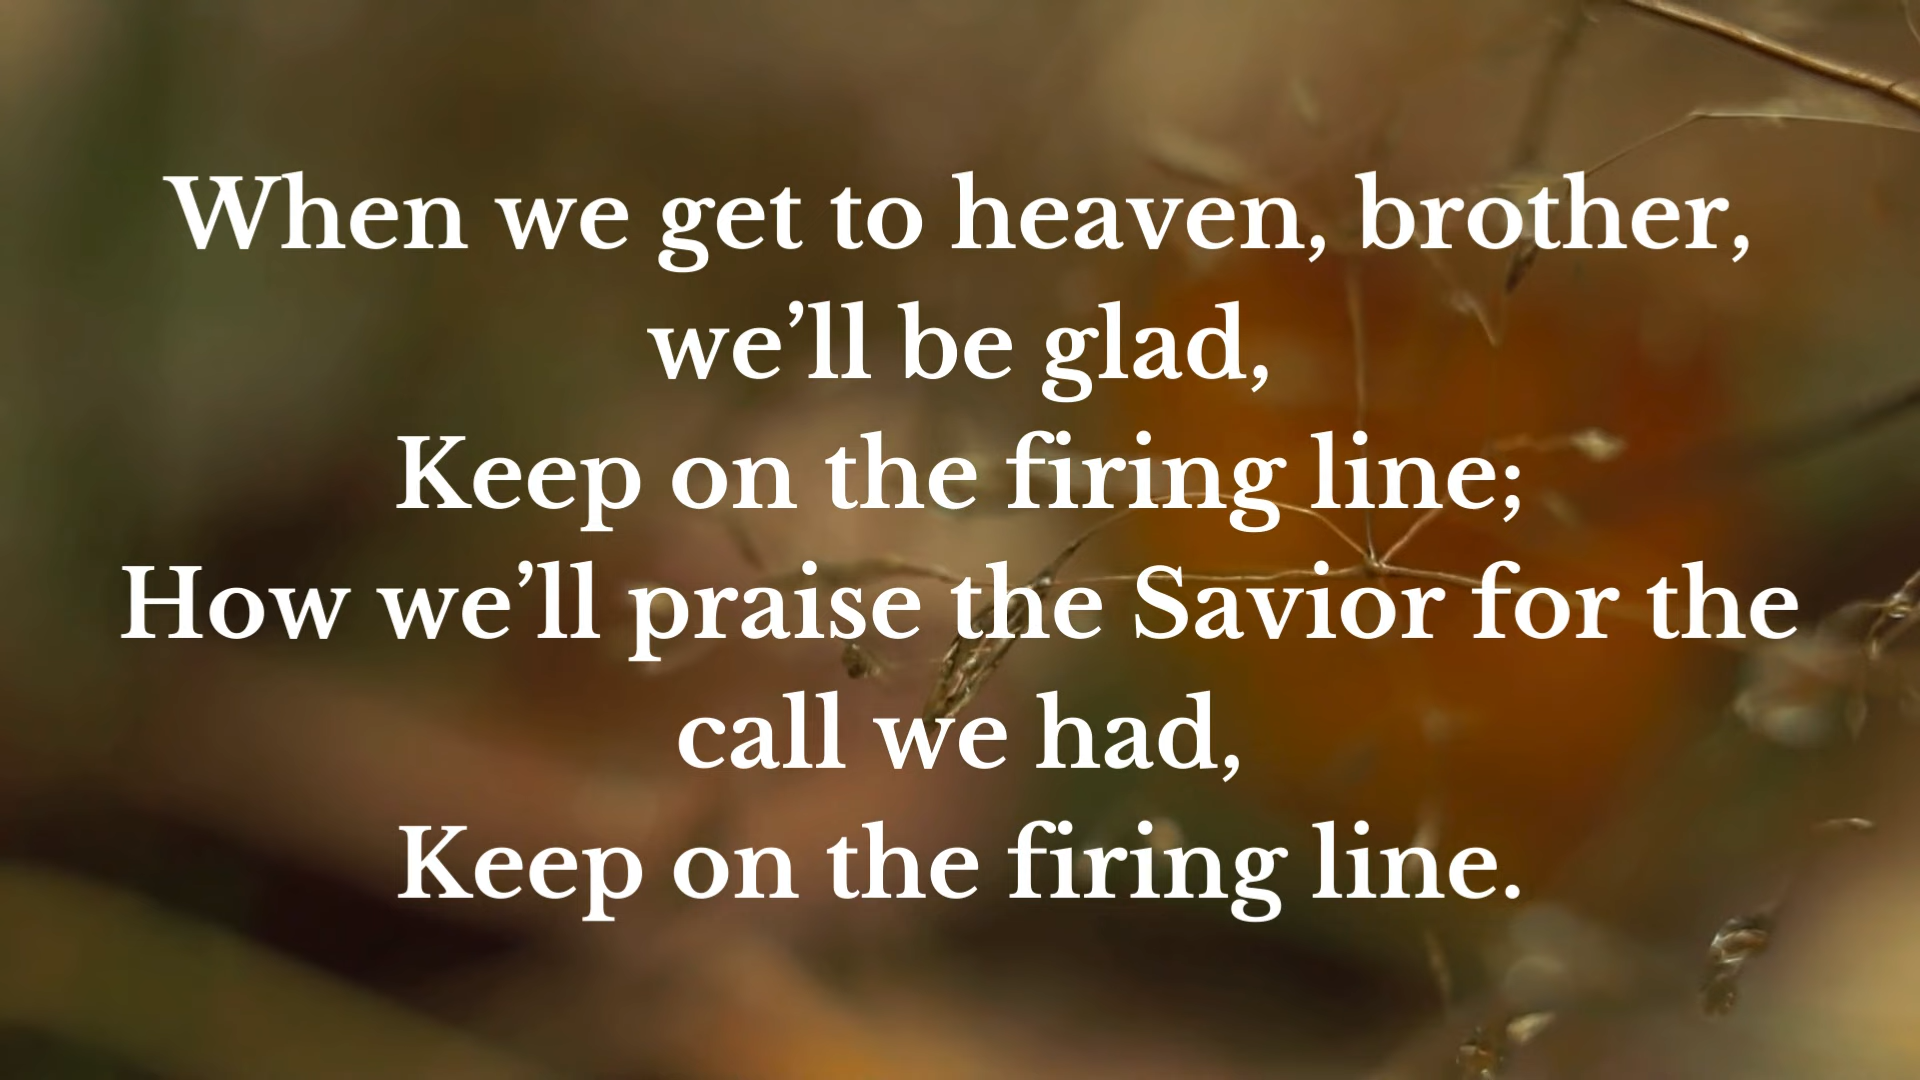 When we get to heaven, brother,
we’ll be glad,
Keep on the firing line;
How we’ll praise the Savior for the
call we had,
Keep on the firing line.